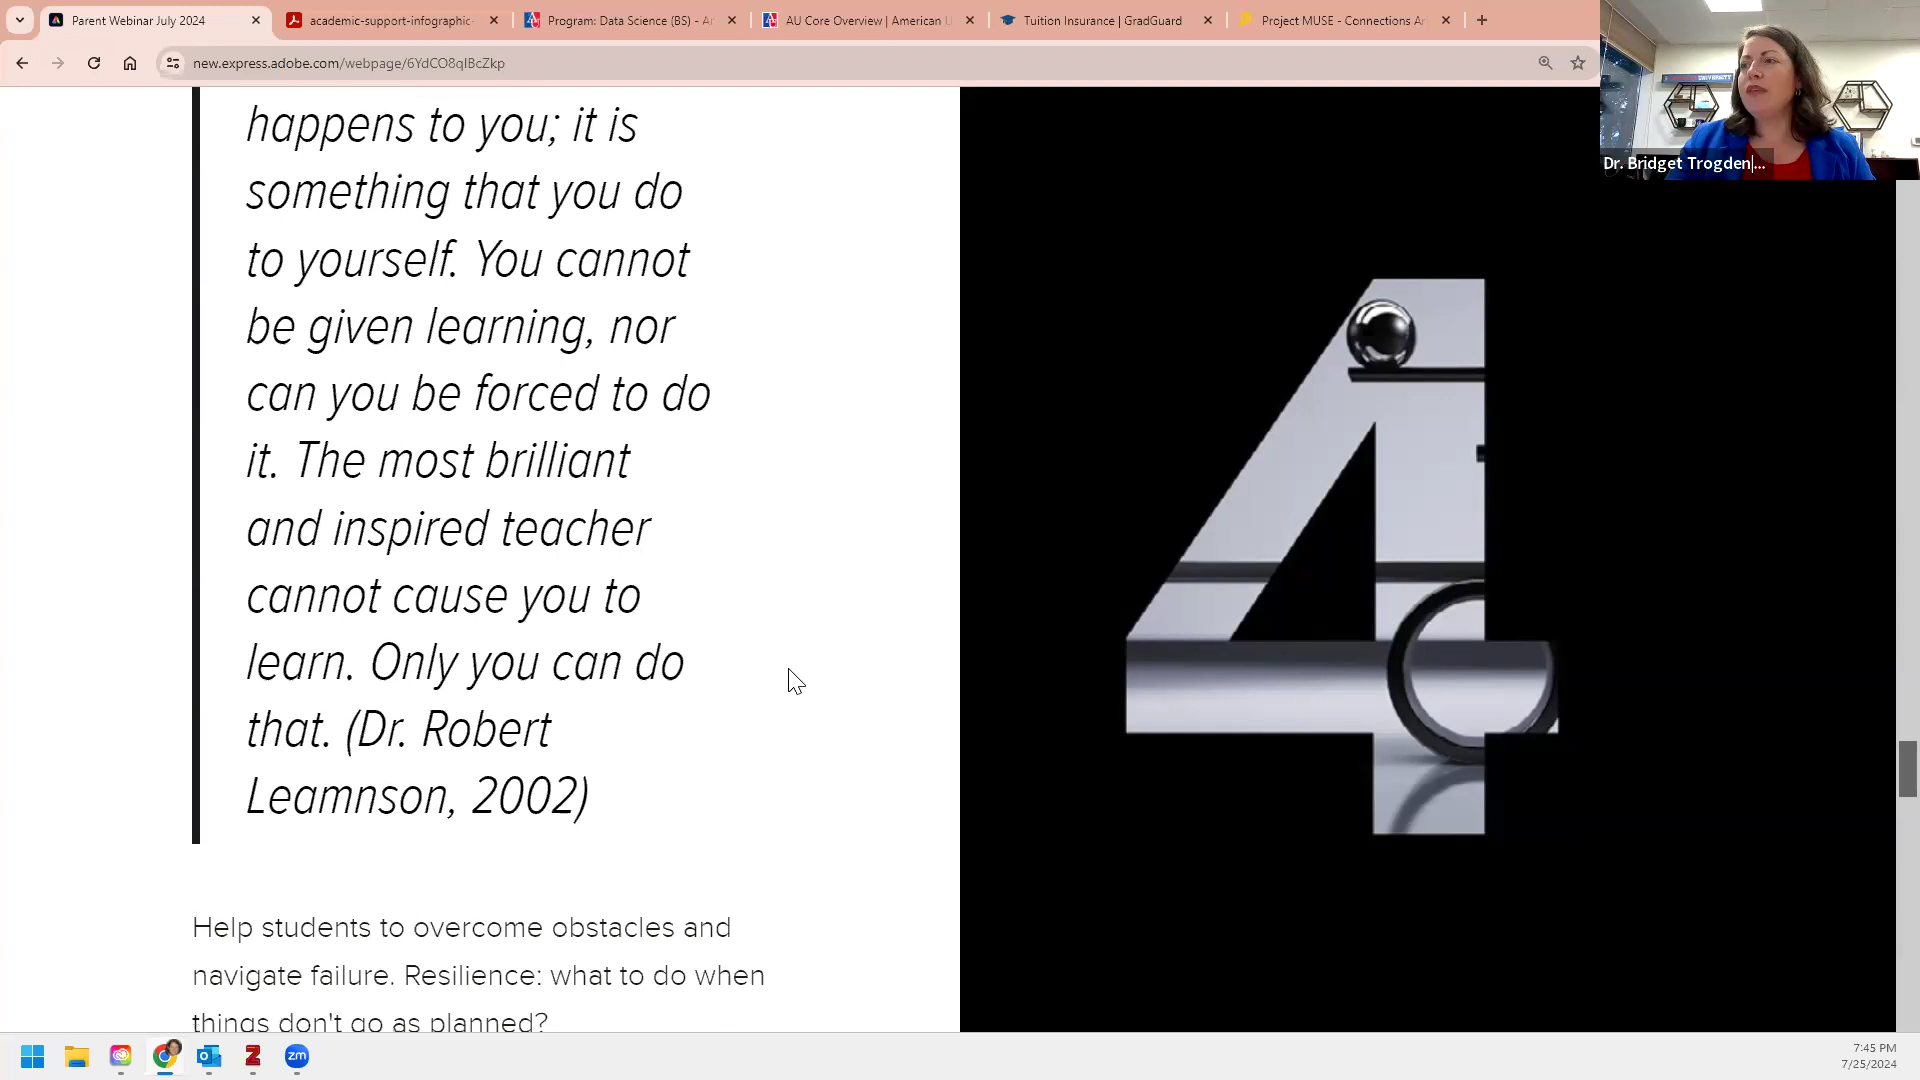 Parent Webinar July 2024
academic-support-infographic-
Program: Data Science (BS) - Ar
AU Core Overview | American U
Tuition Insurance | GradGuard
Project MUSE - Connections Ar
new.express.adobe.com/webpage/6YdCO8qIBcZkp
Dr. Bridget Trogden|...
happens to you; it is
something that you do
to yourself. You cannot
be given learning, nor
can you be forced to do
it. The most brilliant
and inspired teacher
cannot cause you to
learn. Only you can do
that. (Dr. Robert
Leamnson, 2002)
Help students to overcome obstacles and
navigate failure. Resilience: what to do when
things don't go as planned?
4
zm
7:45 PM
7/25/2024